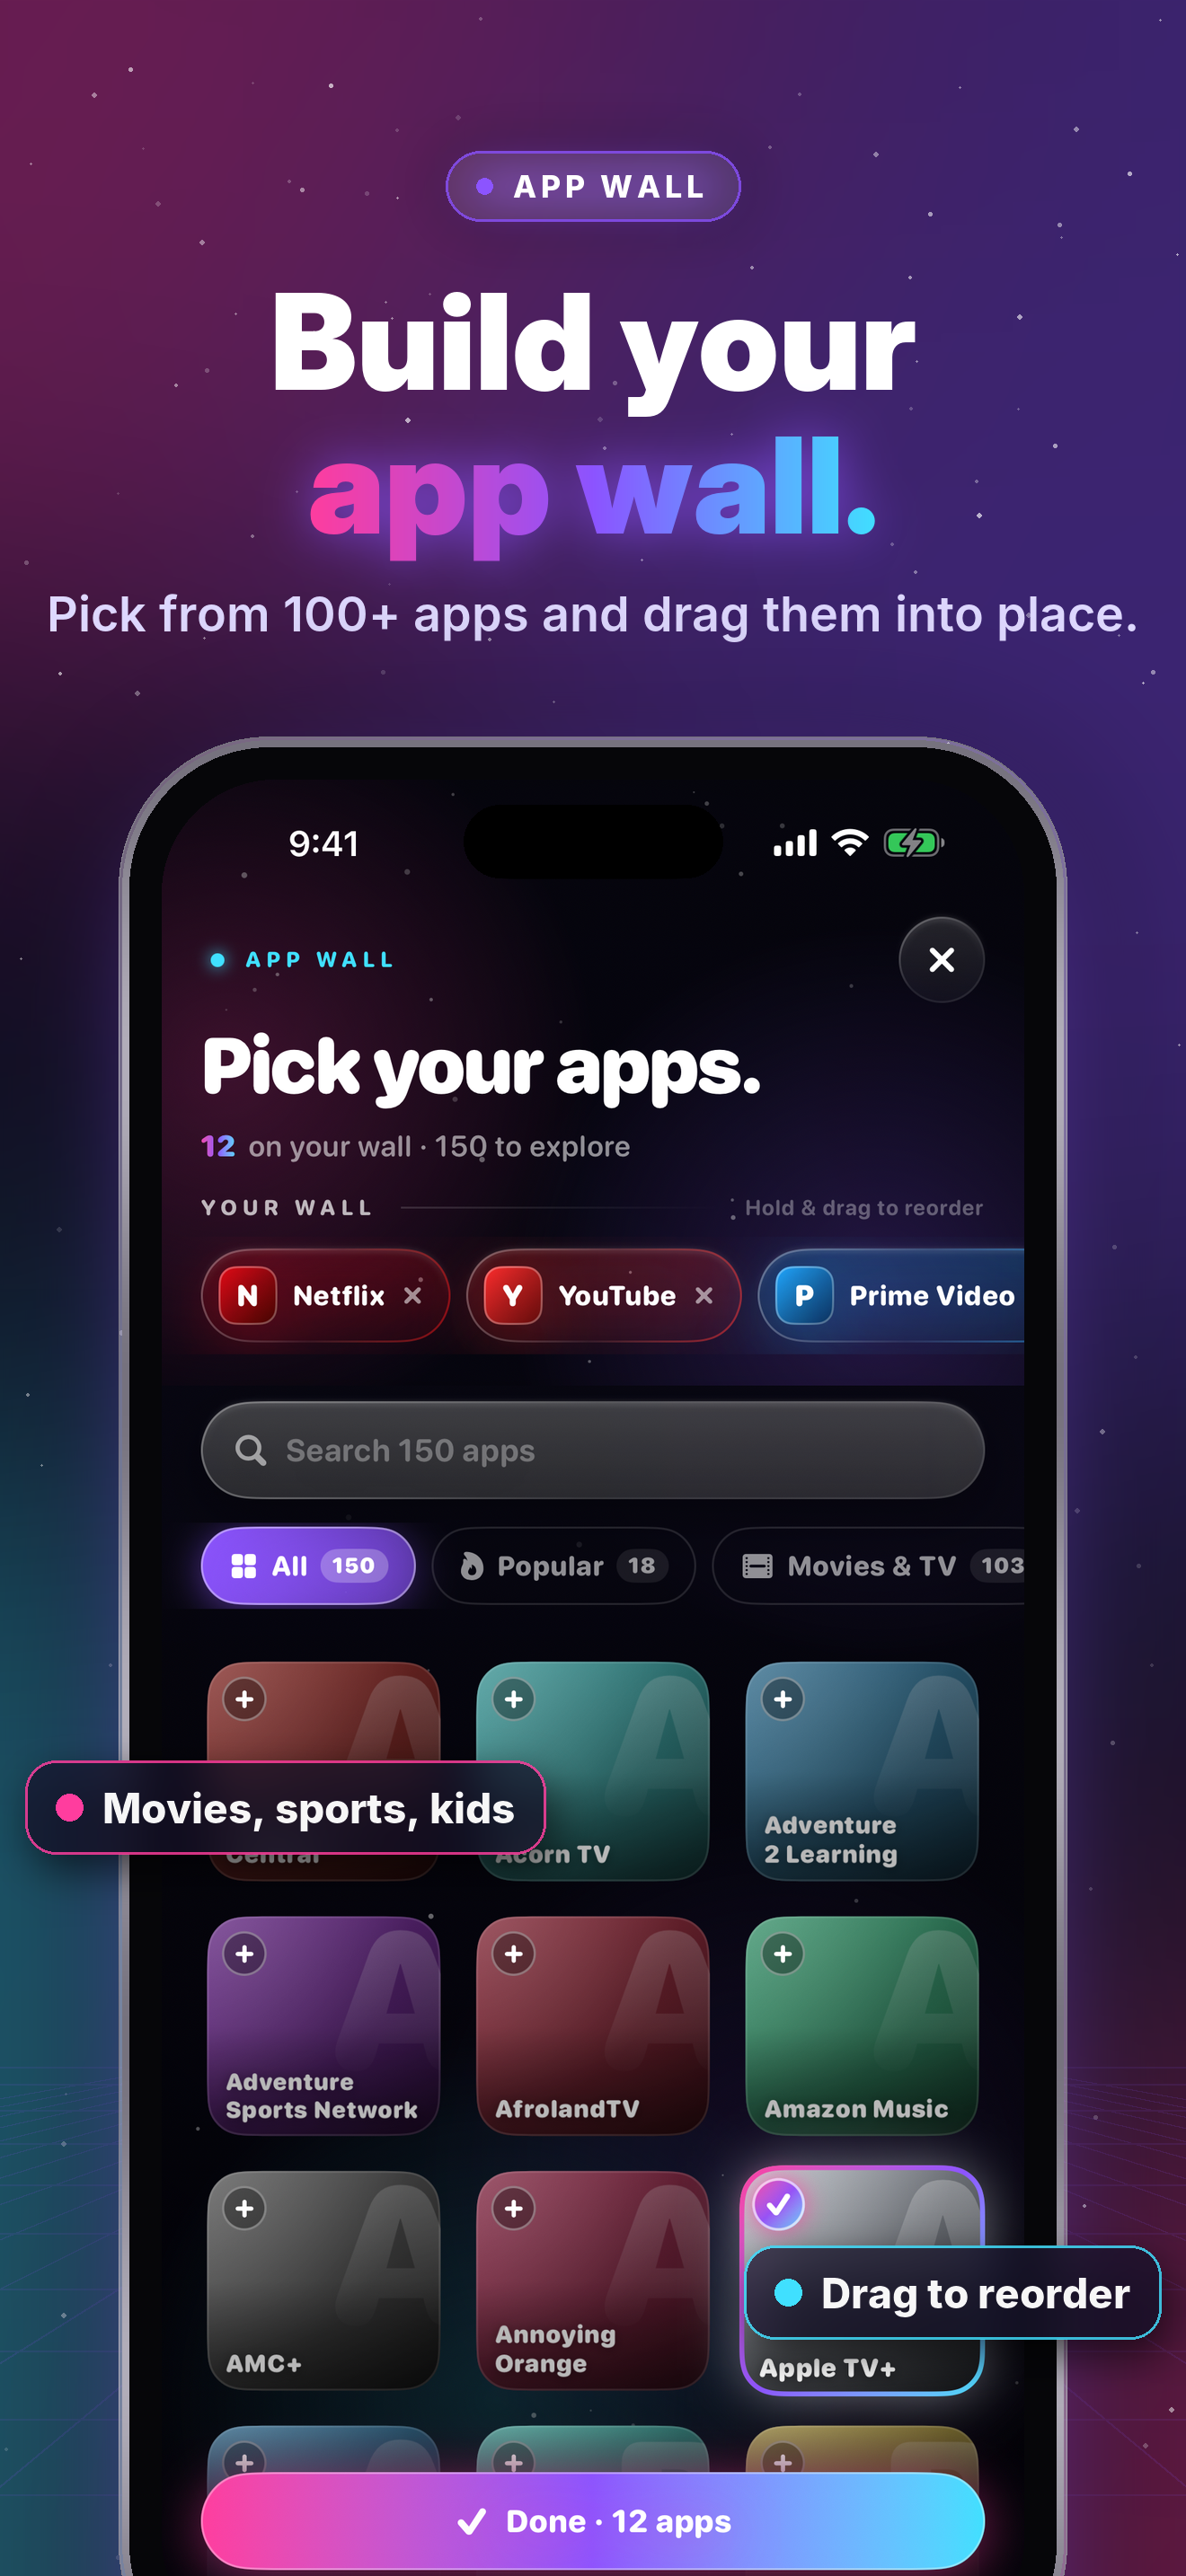 APP WALL
Build your
app wall.
Pick from 100+ apps and drag them into place.
9:41
APP WALL
Pick your apps.
12 on your wall · 150 to explore
YOUR WALL
Hold & drag to reorder
N Netflix
Y YouTube
P Prime Video
Search 150 apps
All 150
Popular 18
Movies & TV 103
A
A
A
Movies, sports, kids
Central
Acorn TV
Adventure
2 Learning
A
A
A
Adventure
Sports Network
AfrolandTV
Amazon Music
A
A
A
AMC+
Annoying
Orange
Drag to reorder
Apple TV+
Done · 12 apps